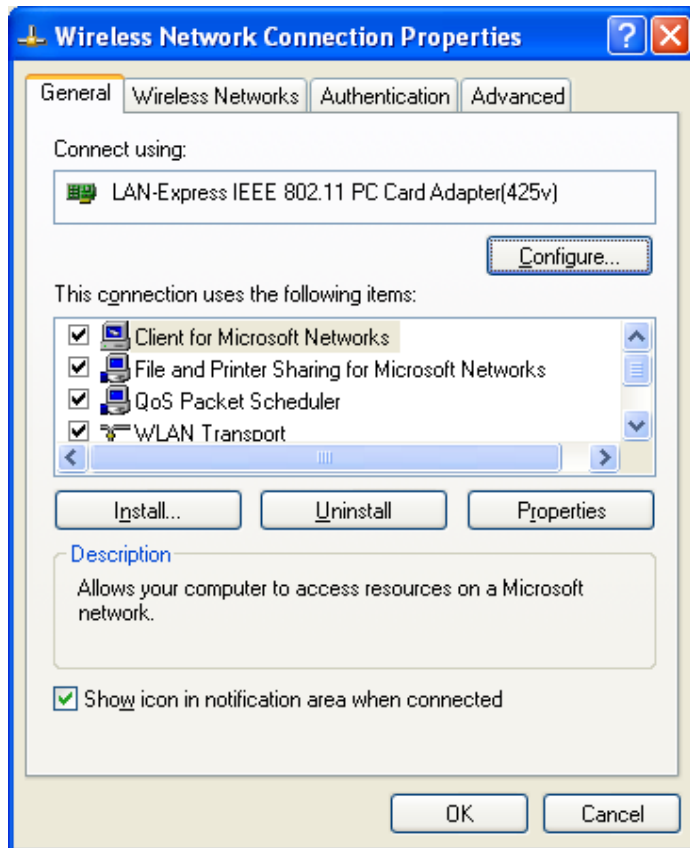 Wireless Network Connection Properties
General Wireless Networks Authentication Advanced
Connect using:
LAN-Express IEEE 802.11 PC Card Adapter(425v)
Configure...
This connection uses the following items:
Client for Microsoft Networks
File and Printer Sharing for Microsoft Networks
QoS Packet Scheduler
WLAN Transport
Install... Uninstall Properties
Description
Allows your computer to access resources on a Microsoft
network.
Show icon in notification area when connected
OK Cancel